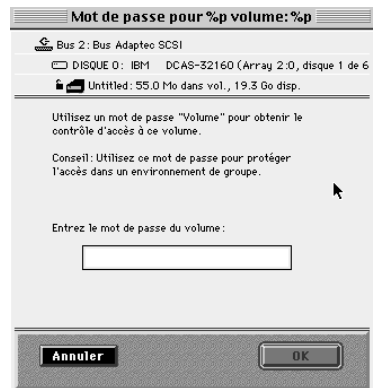 Mot de passe pour %p volume: %p
Bus 2: Bus Adaptec SCSI
DISQUE 0: IBM DCAS-32160 (Array 2:0, disque 1 de 6
Untitled: 55.0 Mo dans vol., 19.3 Go disp.
Utilisez un mot de passe "Volume" pour obtenir le
contrôle d'accès à ce volume.
Conseil: Utilisez ce mot de passe pour protéger
l'accès dans un environnement de groupe.
Entrez le mot de passe du volume:
Annuler OK